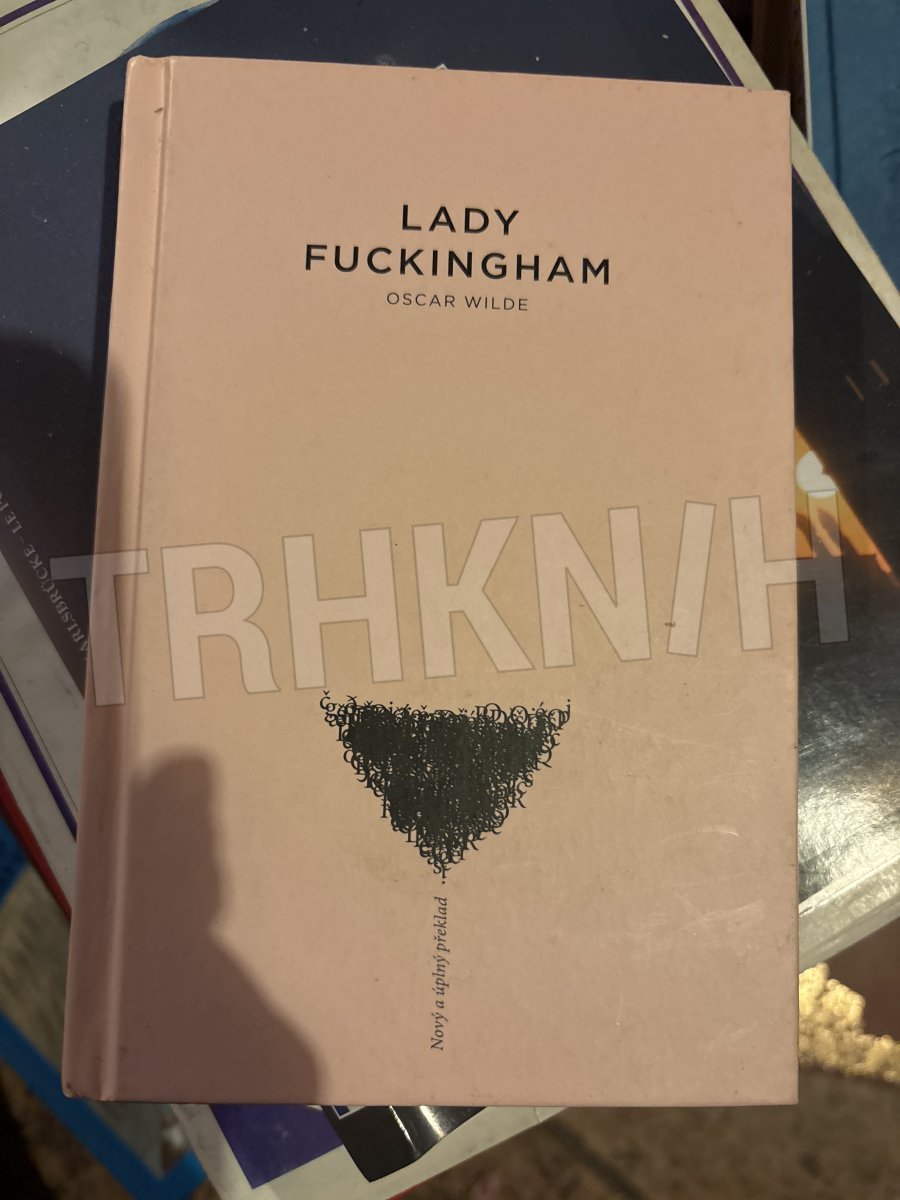 LADY
FUCKINGHAM
OSCAR WILDE
TRHKNIH
Nový a úplný překlad